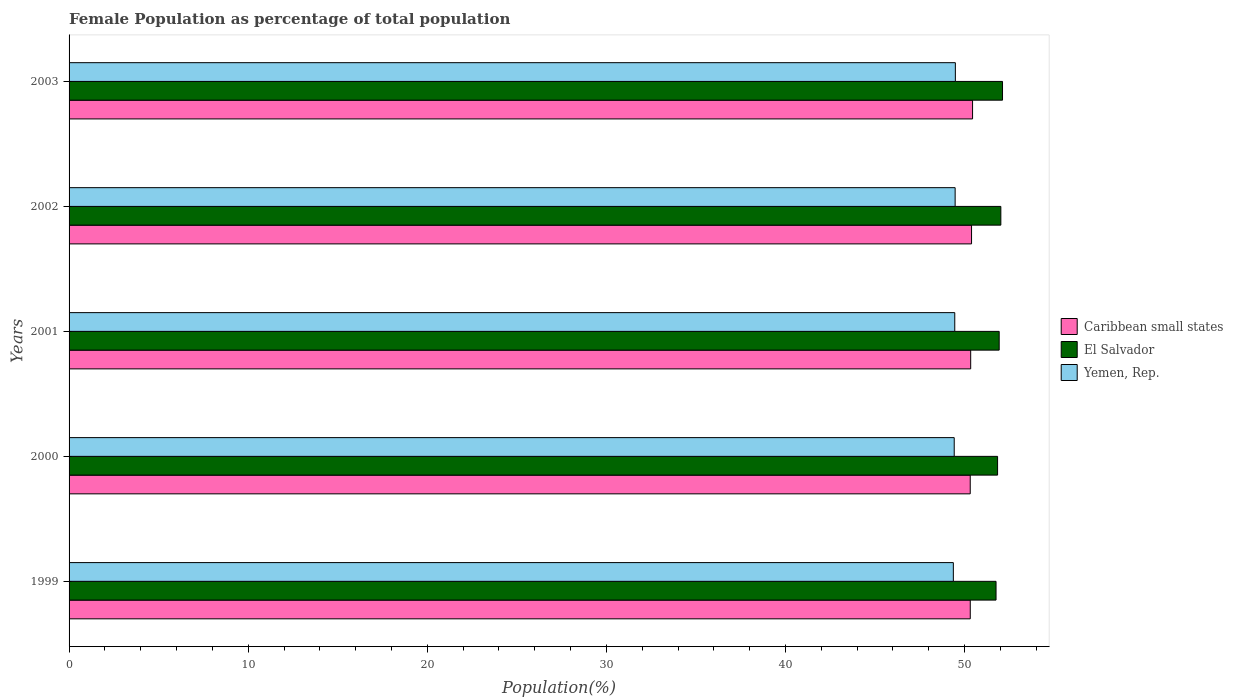 Female Population as percentage of total population
2003
2002
2001
2000
1999
Years
0
10
20
30
40
50
Population(%)
Caribbean small states
El Salvador
Yemen, Rep.